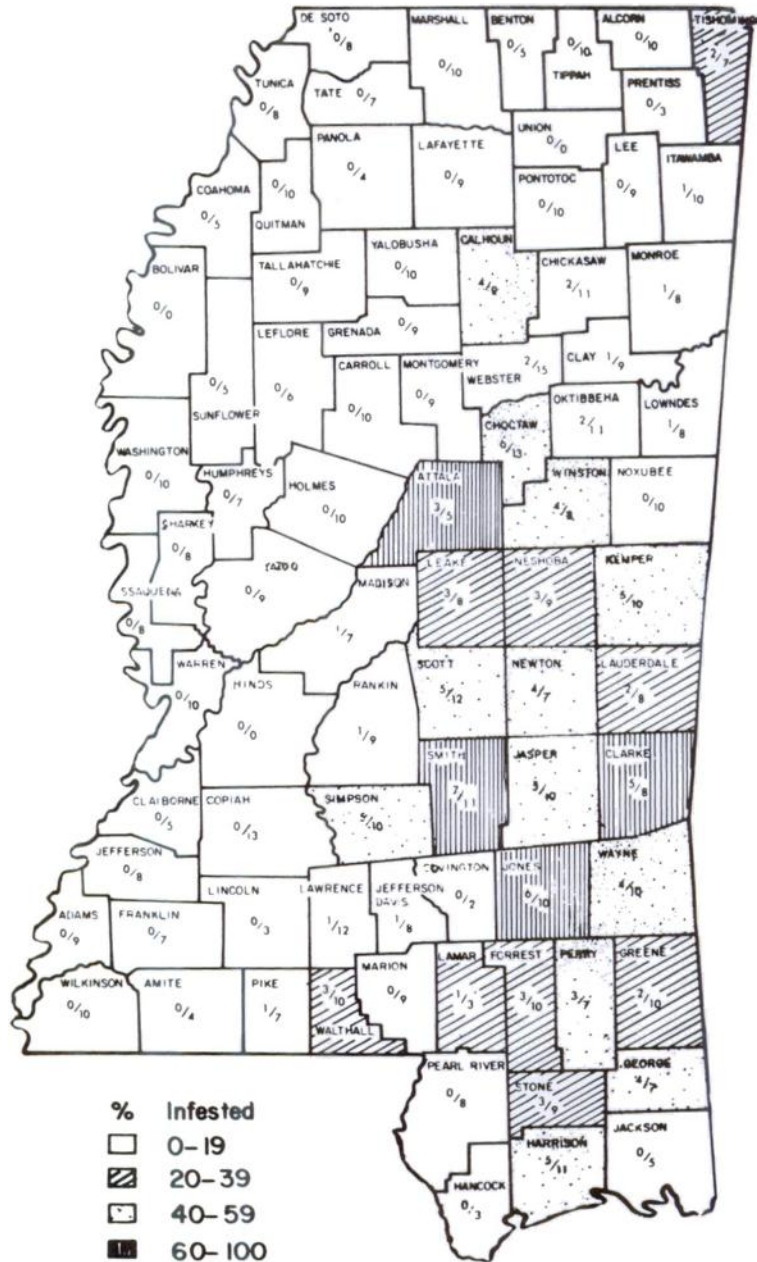 DE SOTO
0/8
MARSHALL
0/10
BENTON
0/5
0/10
TIPPAH
ALCORN
0/10
2/7
TUNICA
0/8
TATE
0/7
PRENTISS
0/3
PANOLA
0/4
LAFAYETTE
0/9
UNION
0/0
LEE
0/9
ITAWAMBA
1/10
COAHOMA
0/5
0/10
QUITMAN
PONTOTOC
0/10
BOLIVAR
0/0
TALLAHATCHIE
0/9
YALOBUSHA
0/10
CALHOUN
CHICKASAW
2/11
MONROE
1/8
LEFLORE
0/6
GRENADA
0/9
0/5
SUNFLOWER
CARROLL
0/10
MONTGOMERY
0/9
2/15
WEBSTER
CLAY 1/9
OKTIBBEHA
2/11
LOWNDES
1/8
CHOCTAW
6/13
WASHINGTON
0/10
HUMPHREYS
0/7
HOLMES
0/10
ATTALA
3/5
WINSTON
4/8
NOXUBEE
0/10
SHARKEY
0/8
YAZOO
0/9
MADISON
1/7
LEAKE
3/8
NESHOBA
3/9
KEMPER
5/10
SSAQUENA
0/8
WARREN
0/10
HINDS
0/0
RANKIN
1/9
SCOTT
5/12
NEWTON
4/7
LAUDERDALE
2/8
SMITH
7/11
JASPER
5/10
CLARKE
5/8
CLAIBORNE
0/5
COPIAH
0/13
SIMPSON
5/10
JEFFERSON
0/8
LINCOLN
0/3
LAWRENCE
1/12
JEFFERSON
DAVIS
1/8
COVINGTON
0/2
JONES
6/10
WAYNE
4/10
ADAMS
0/9
FRANKLIN
0/7
WILKINSON
0/10
AMITE
0/4
PIKE
1/7
3/10
WALTHALL
MARION
0/9
LAMAR
1/3
FORREST
3/10
PERRY
3/7
GREENE
2/10
PEARL RIVER
0/8
STONE
3/9
GEORGE
4/7
HARRISON
5/11
JACKSON
0/5
HANCOCK
0/3
% Infested
0-19
20-39
40-59
60-100